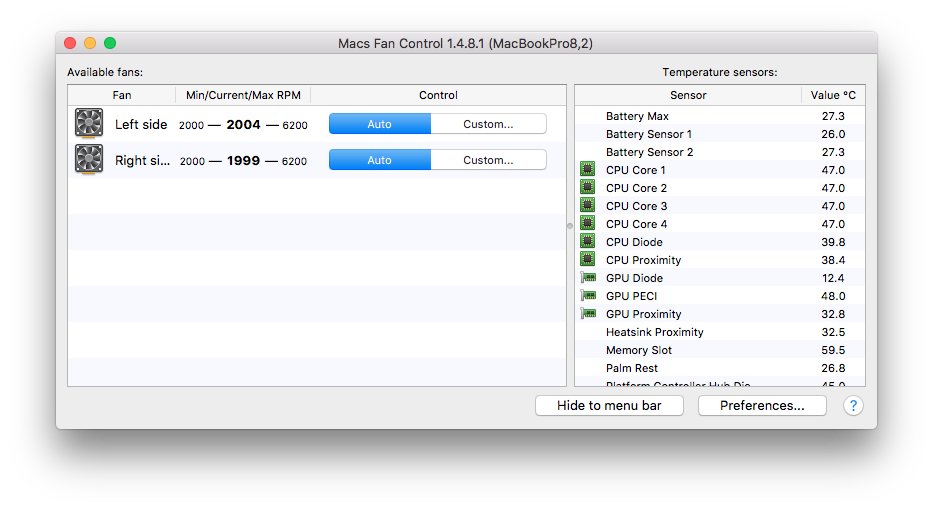 Macs Fan Control 1.4.8.1 (MacBookPro8,2)
Available fans:
Fan Min/Current/Max RPM Control
Left side 2000 — 2004 — 6200 Auto Custom...
Right si... 2000 — 1999 — 6200 Auto Custom...
Temperature sensors:
Sensor Value °C
Battery Max 27.3
Battery Sensor 1 26.0
Battery Sensor 2 27.3
CPU Core 1 47.0
CPU Core 2 47.0
CPU Core 3 47.0
CPU Core 4 47.0
CPU Diode 39.8
CPU Proximity 38.4
GPU Diode 12.4
GPU PECI 48.0
GPU Proximity 32.8
Heatsink Proximity 32.5
Memory Slot 59.5
Palm Rest 26.8
Platform Controller Hub Die 45.0
Hide to menu bar Preferences... ?